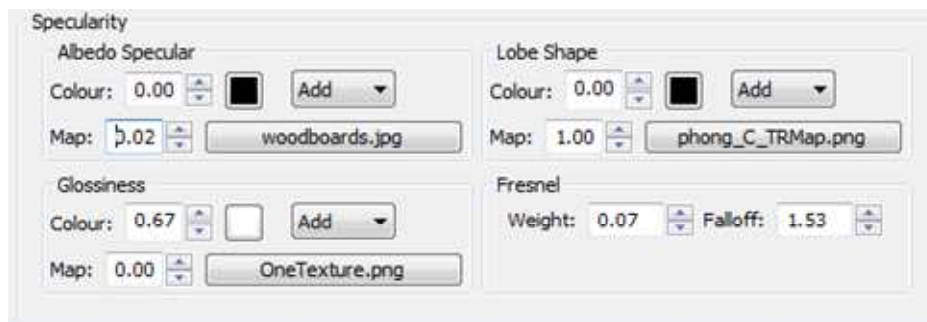 Specularity
Albedo Specular
Colour: 0.00 Add
Map: 0.02 woodboards.jpg
Lobe Shape
Colour: 0.00 Add
Map: 1.00 phong_C_TRMap.png
Glossiness
Colour: 0.67 Add
Map: 0.00 OneTexture.png
Fresnel
Weight: 0.07 Falloff: 1.53